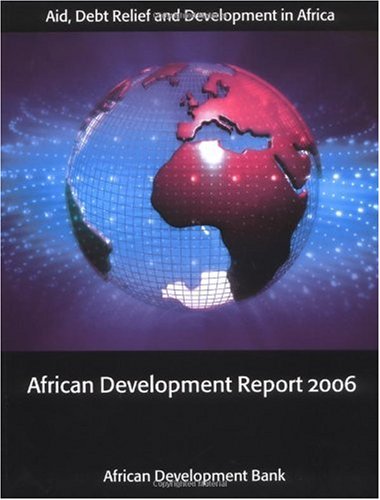 Aid, Debt Relief and Development in Africa
African Development Report 2006
African Development Bank